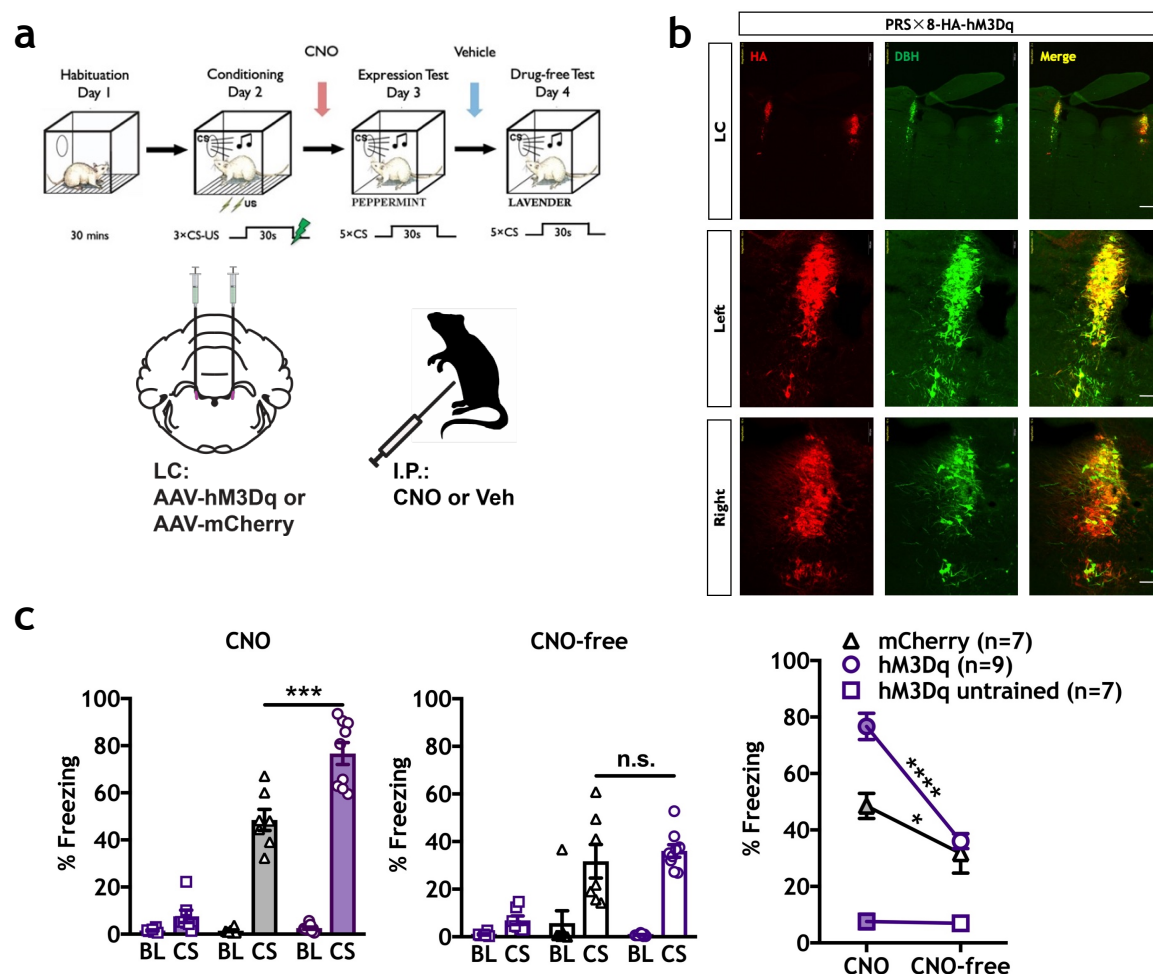 a
CNO
Vehicle
Habituation
Day 1
Conditioning
Day 2
Expression Test
Day 3
Drug-free Test
Day 4
CS
CS
CS
US
PEPPERMINT
LAVENDER
30 mins
3×CS-US
30s
5×CS
30s
5×CS
30s
LC:
AAV-hM3Dq or
AAV-mCherry
I.P.:
CNO or Veh
b
PRS×8-HA-hM3Dq
HA
DBH
Merge
LC
Left
Right
c
CNO
% Freezing
100
80
60
40
20
0
***
BL CS BL CS BL CS
CNO-free
% Freezing
100
80
60
40
20
0
n.s.
BL CS BL CS BL CS
mCherry (n=7)
hM3Dq (n=9)
hM3Dq untrained (n=7)
% Freezing
100
80
60
40
20
0
****
*
CNO CNO-free